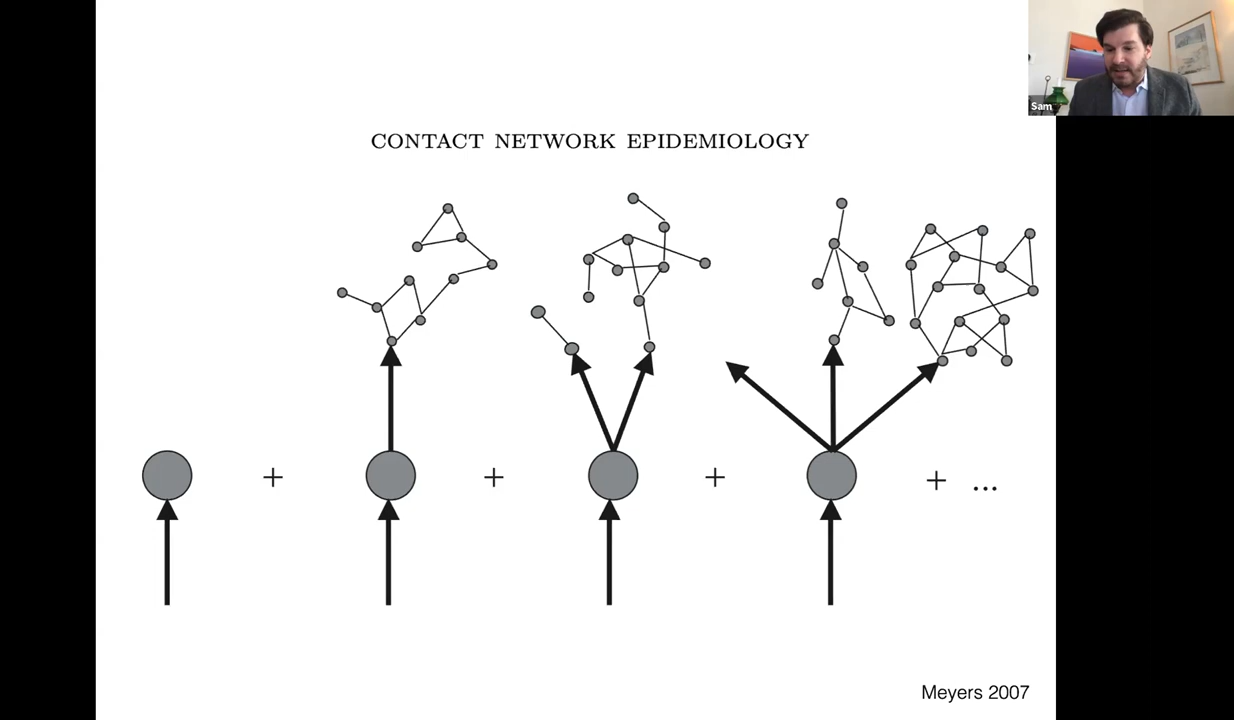 Sam
CONTACT NETWORK EPIDEMIOLOGY
+ + + + ...
Meyers 2007